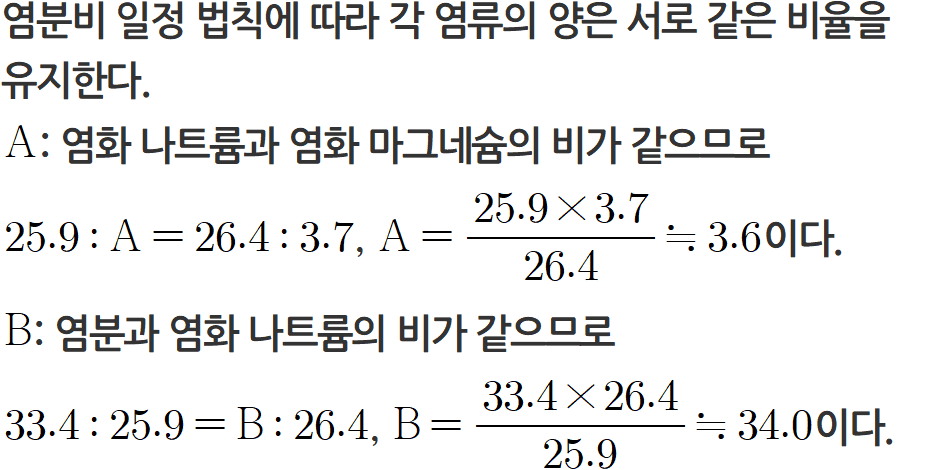 염분비 일정 법칙에 따라 각 염류의 양은 서로 같은 비율을
유지한다.
A: 염화 나트륨과 염화 마그네슘의 비가 같으므로
25.9 : A = 26.4 : 3.7, A = \frac{25.9×3.7}{26.4} ≒ 3.6이다.
B: 염분과 염화 나트륨의 비가 같으므로
33.4 : 25.9 = B : 26.4, B = \frac{33.4×26.4}{25.9} ≒ 34.0이다.